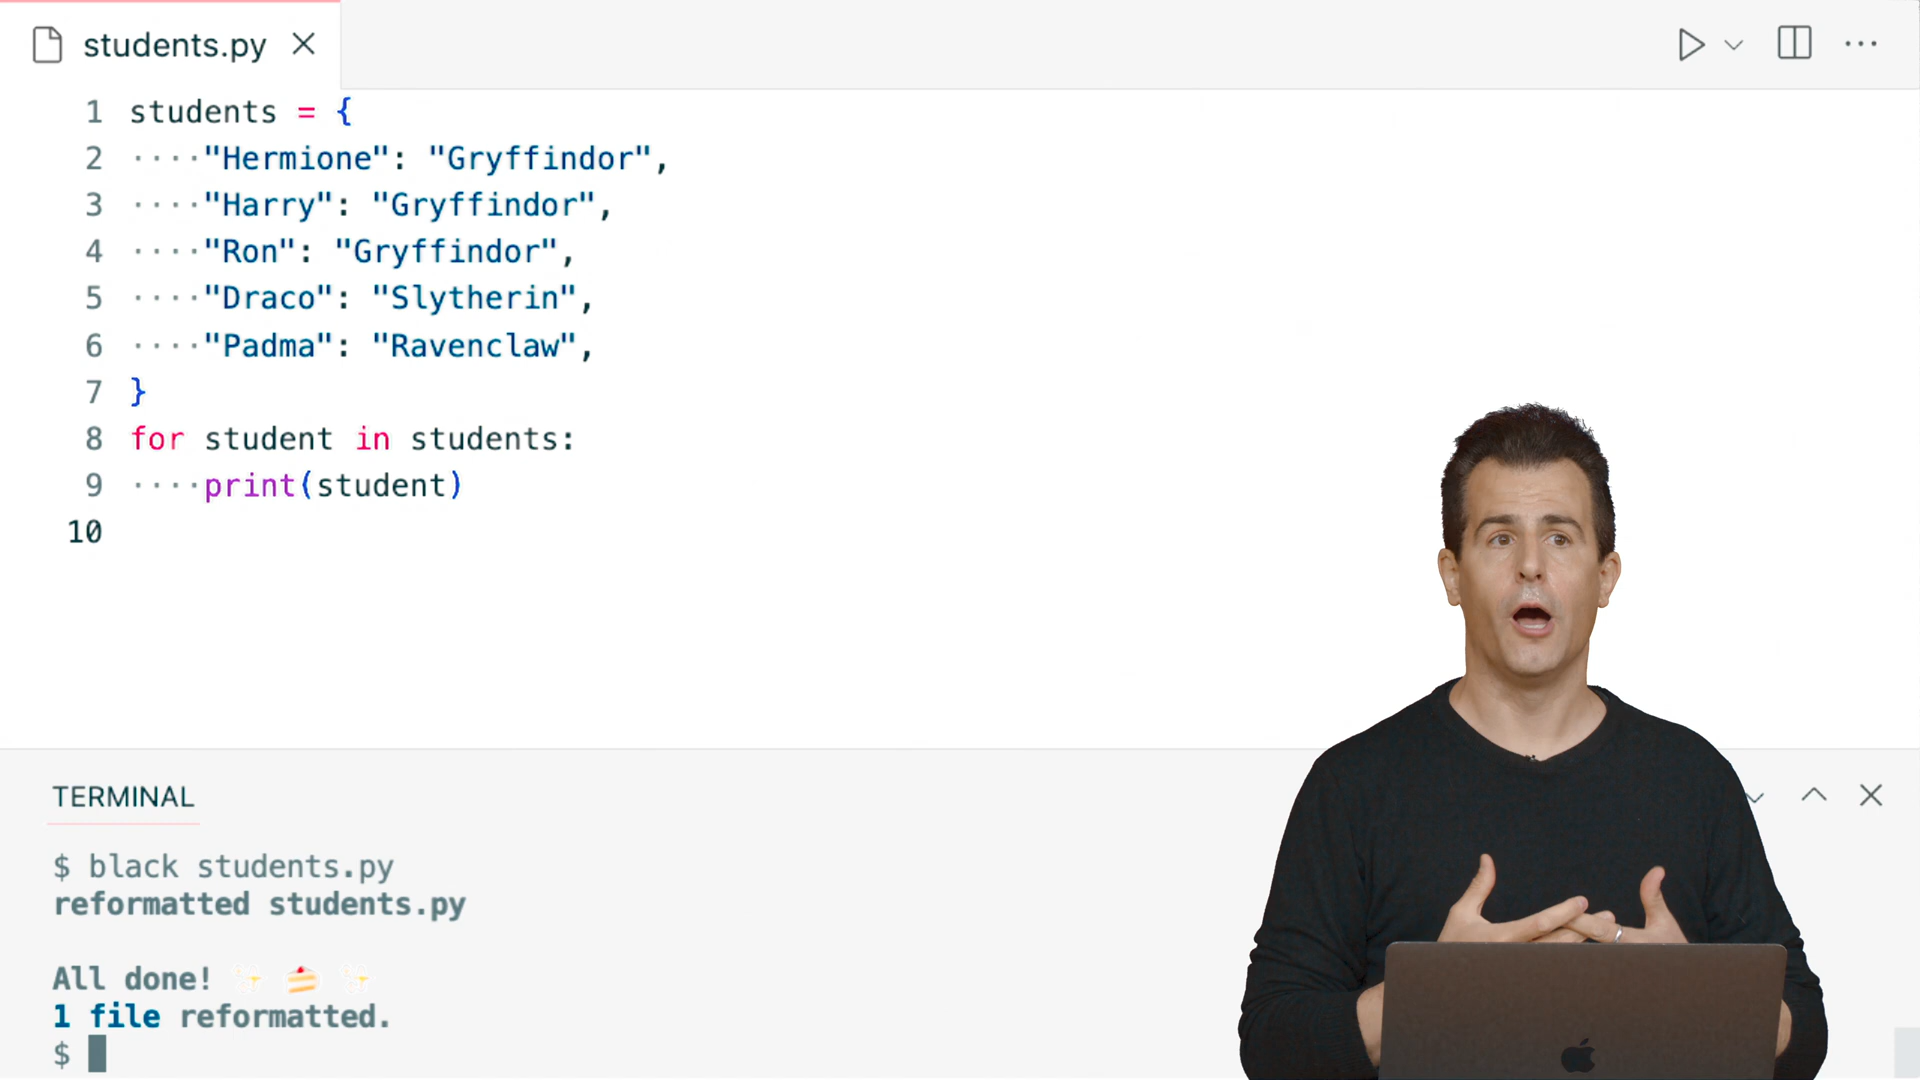 students.py
1 students = {
2 ····"Hermione": "Gryffindor",
3 ····"Harry": "Gryffindor",
4 ····"Ron": "Gryffindor",
5 ····"Draco": "Slytherin",
6 ····"Padma": "Ravenclaw",
7 }
8 for student in students:
9 ····print(student)
10
TERMINAL
$ black students.py
reformatted students.py
All done! ✨ 🍰 ✨
1 file reformatted.
$